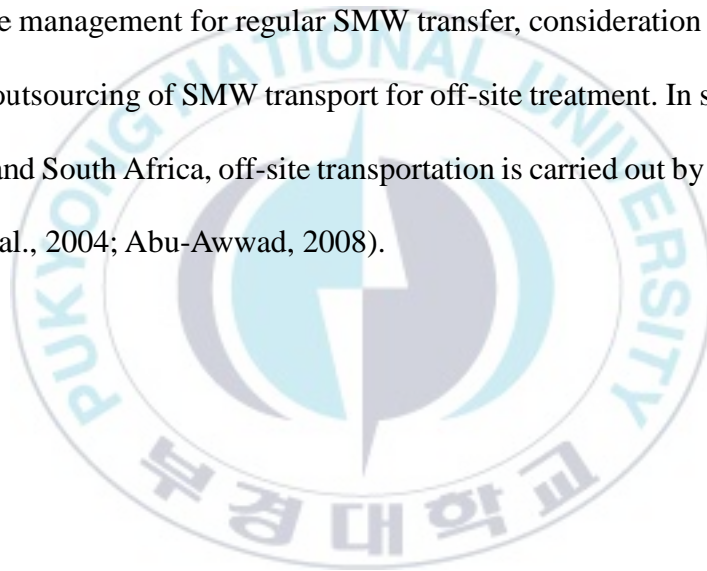 e management for regular SMW transfer, consideration
outsourcing of SMW transport for off-site treatment. In s
and South Africa, off-site transportation is carried out by
al., 2004; Abu-Awwad, 2008).
PUKYONG NATIONAL UNIVERSITY
부경대학교